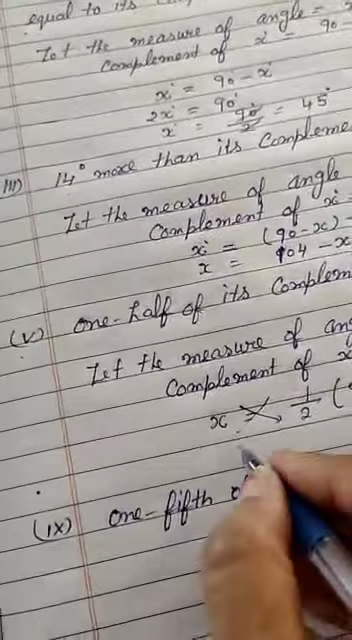 equal to its
Let the measure of angle =
Complement of x° = 90 -
x° = 90 - x°
2x° = 90°
x° = 90°/2 = 45°
III) 14° more than its Compleme
Let the measure of angle
Complement of x° =
x° = (90-x)
x = 104 - x
(V) one-half of its Complem
Let the measure of an
Complement of x
x = 1/2 (
(IX) one-fifth o